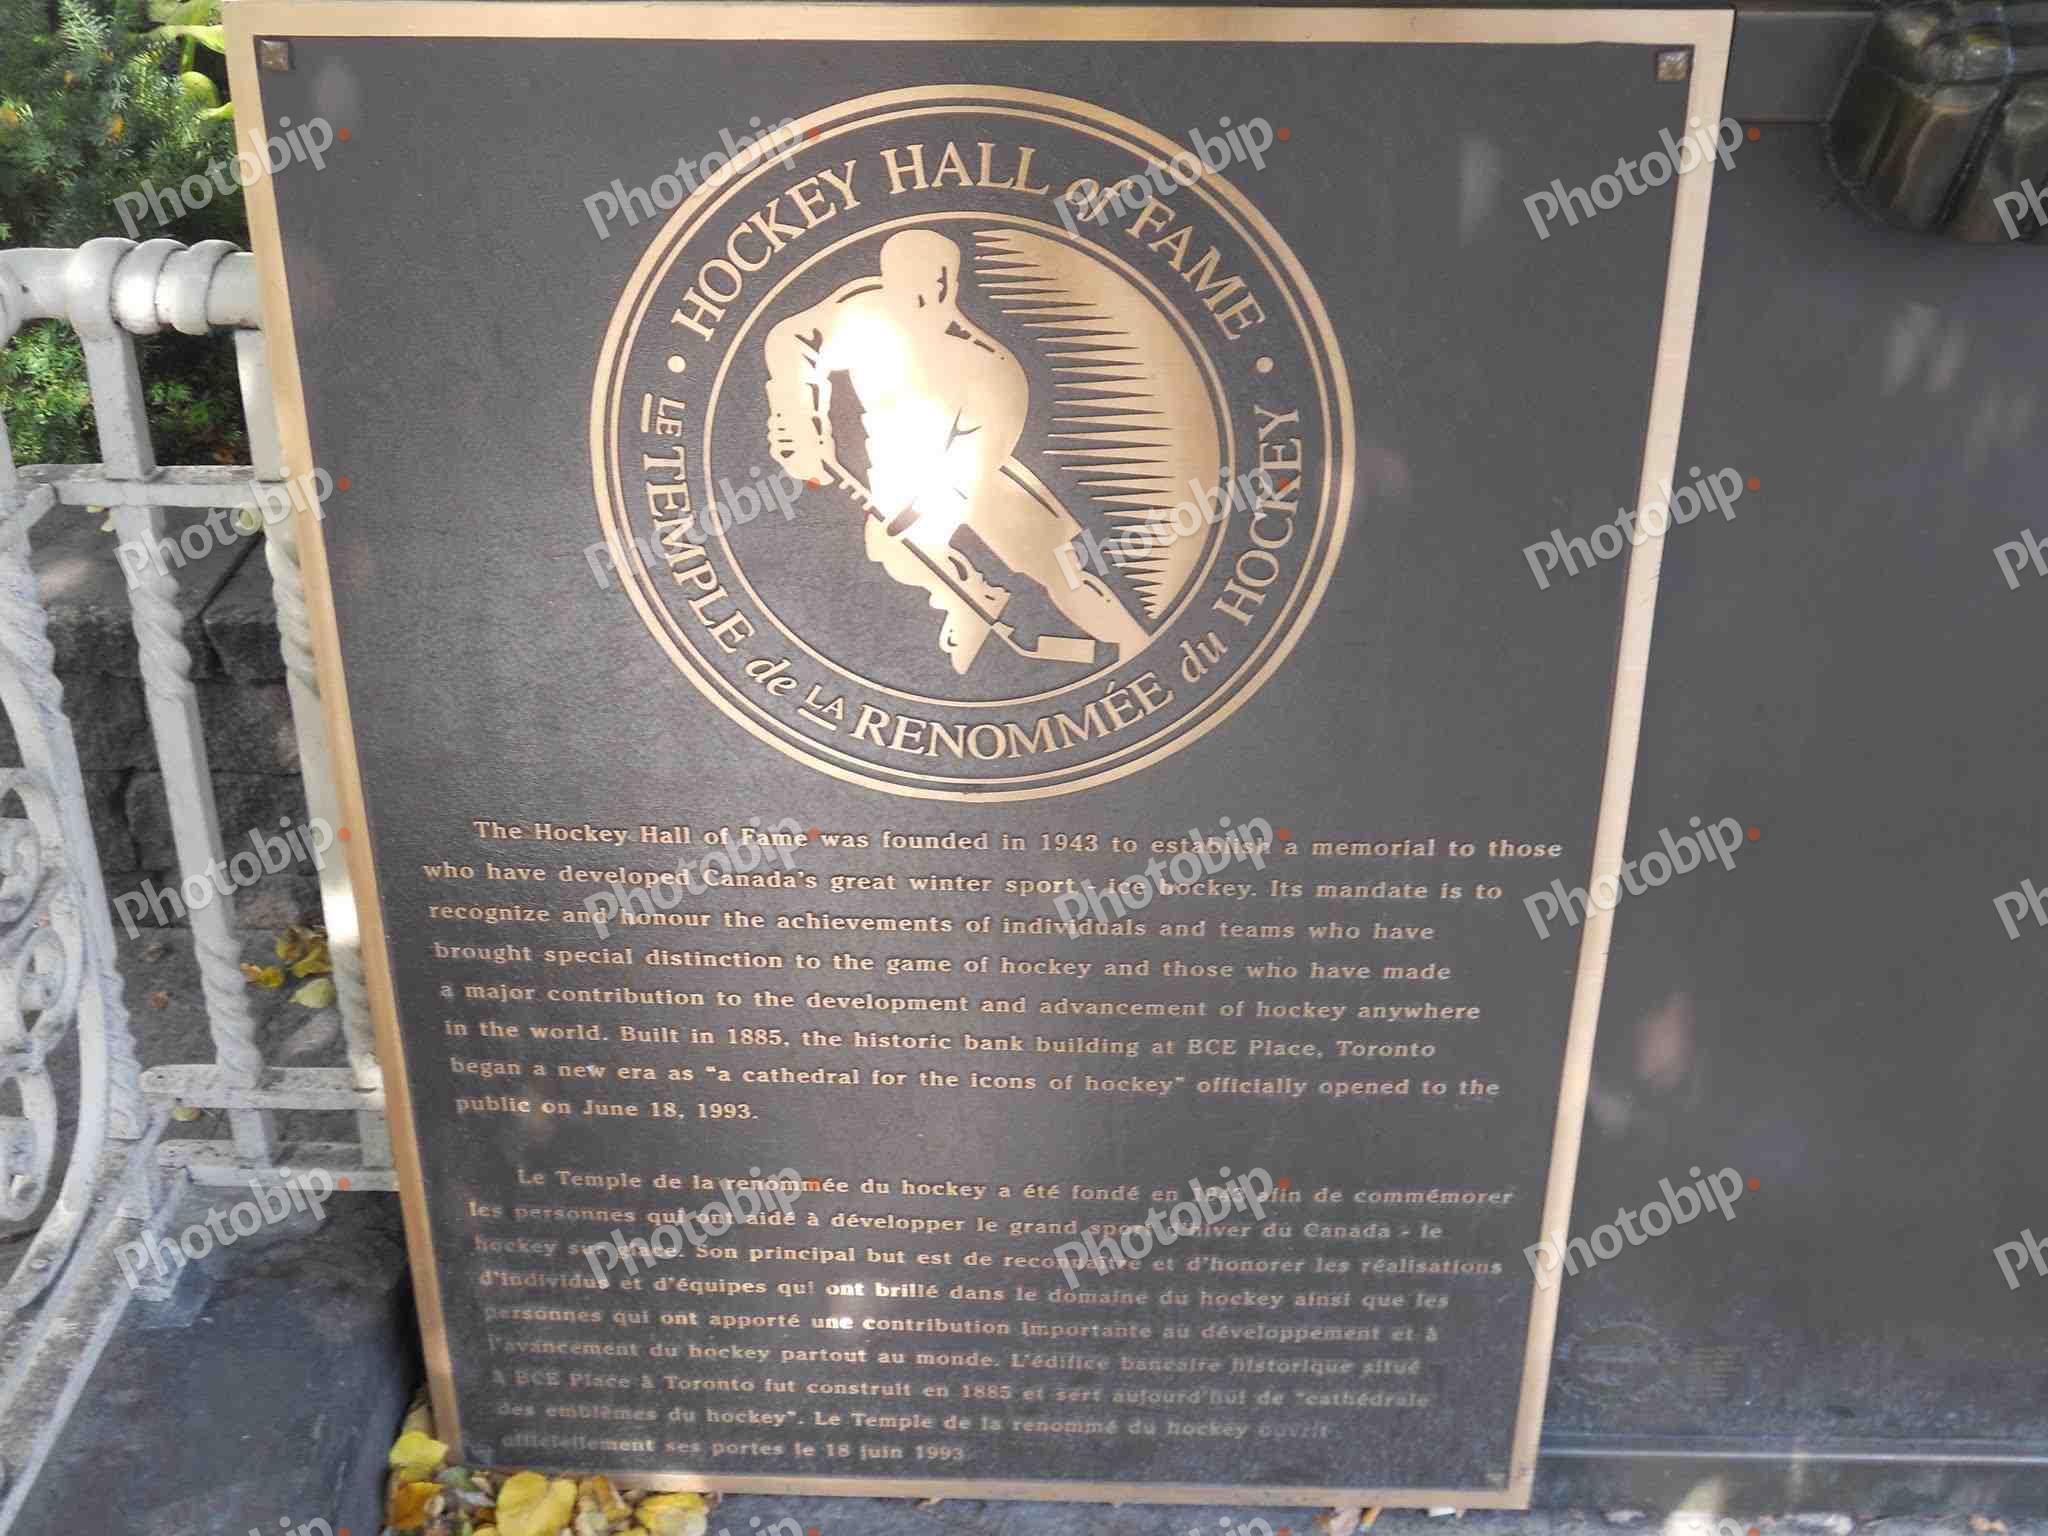 HOCKEY HALL of FAME
LE TEMPLE de LA RENOMMÉE du HOCKEY
The Hockey Hall of Fame was founded in 1943 to establish a memorial to those
who have developed Canada's great winter sport - ice hockey. Its mandate is to
recognize and honour the achievements of individuals and teams who have
brought special distinction to the game of hockey and those who have made
a major contribution to the development and advancement of hockey anywhere
in the world. Built in 1885, the historic bank building at BCE Place, Toronto
began a new era as "a cathedral for the icons of hockey" officially opened to the
public on June 18, 1993.
Le Temple de la renommée du hockey a été fondé en 1943 afin de commémorer
les personnes qui ont aidé à développer le grand sport d'hiver du Canada - le
hockey sur glace. Son principal but est de reconnaître et d'honorer les réalisations
d'individus et d'équipes qui ont brillé dans le domaine du hockey ainsi que les
personnes qui ont apporté une contribution importante au développement et à
l'avancement du hockey partout au monde. L'édifice bancaire historique situé
à BCE Place à Toronto fut construit en 1885 et sert aujourd'hui de "cathédrale
des emblèmes du hockey". Le Temple de la renommé du hockey ouvrit
officiellement ses portes le 18 juin 1993.
Photobip